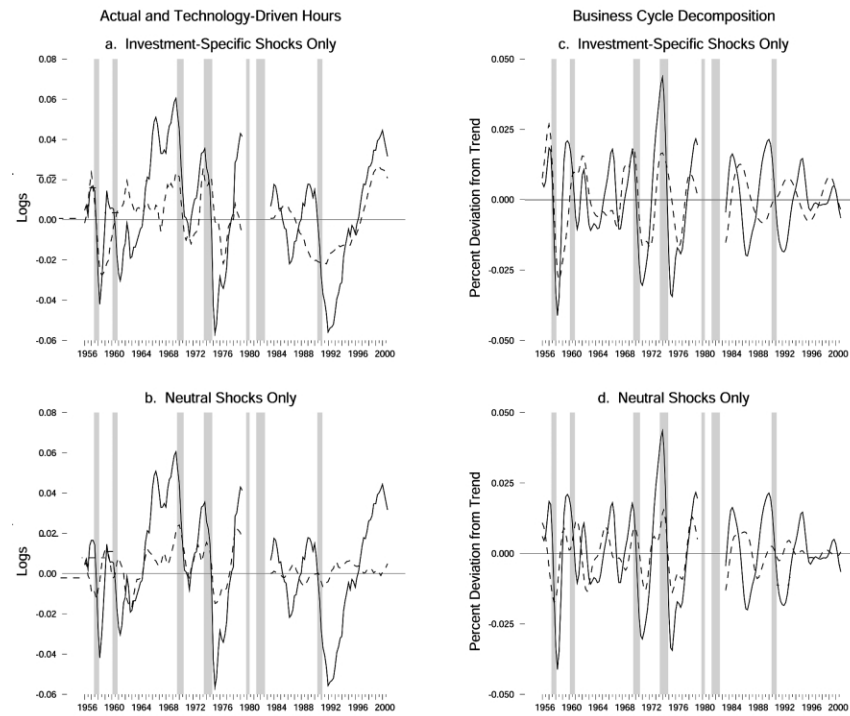 Actual and Technology-Driven Hours
Business Cycle Decomposition
a. Investment-Specific Shocks Only
0.08
0.06
0.04
0.02
0.00
-0.02
-0.04
-0.06
Logs
1956 1960 1964 1968 1972 1976 1980 1984 1988 1992 1996 2000
c. Investment-Specific Shocks Only
0.050
0.025
0.000
-0.025
-0.050
Percent Deviation from Trend
1956 1960 1964 1968 1972 1976 1980 1984 1988 1992 1996 2000
b. Neutral Shocks Only
0.08
0.06
0.04
0.02
0.00
-0.02
-0.04
-0.06
Logs
1956 1960 1964 1968 1972 1976 1980 1984 1988 1992 1996 2000
d. Neutral Shocks Only
0.050
0.025
0.000
-0.025
-0.050
Percent Deviation from Trend
1956 1960 1964 1968 1972 1976 1980 1984 1988 1992 1996 2000